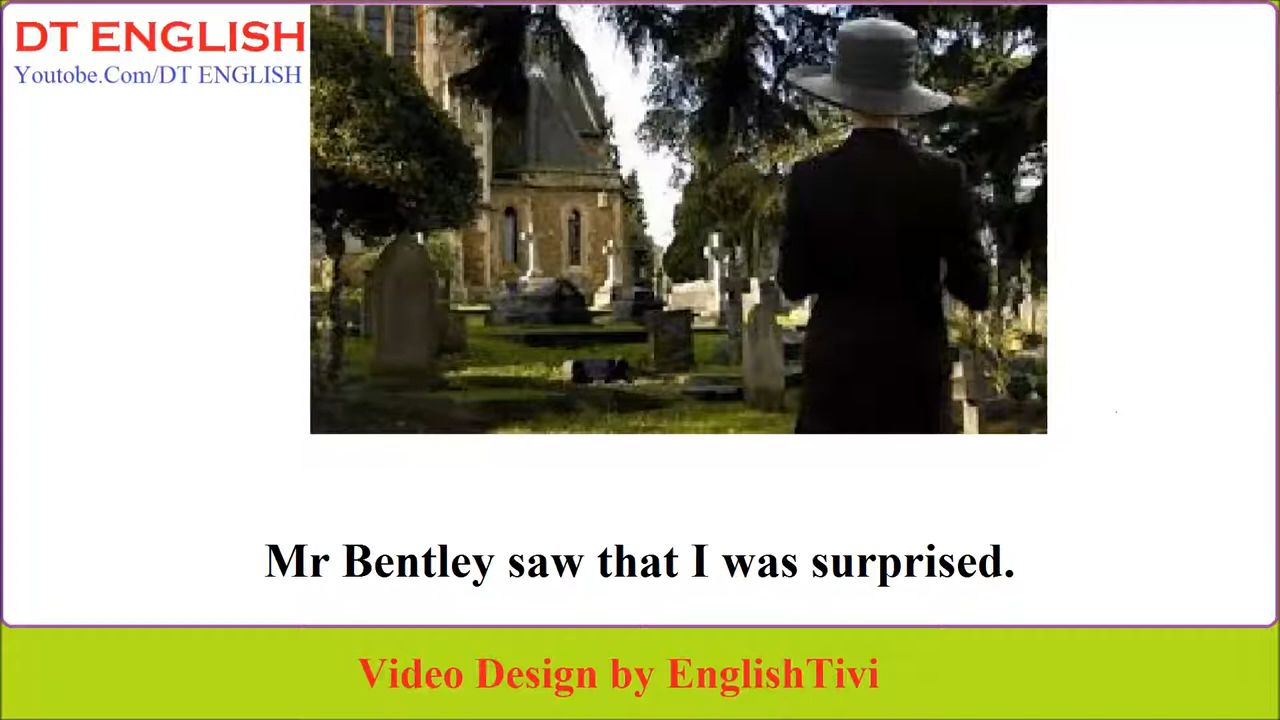 DT ENGLISH
Youtobe.Com/DT ENGLISH
Mr Bentley saw that I was surprised.
Video Design by EnglishTivi